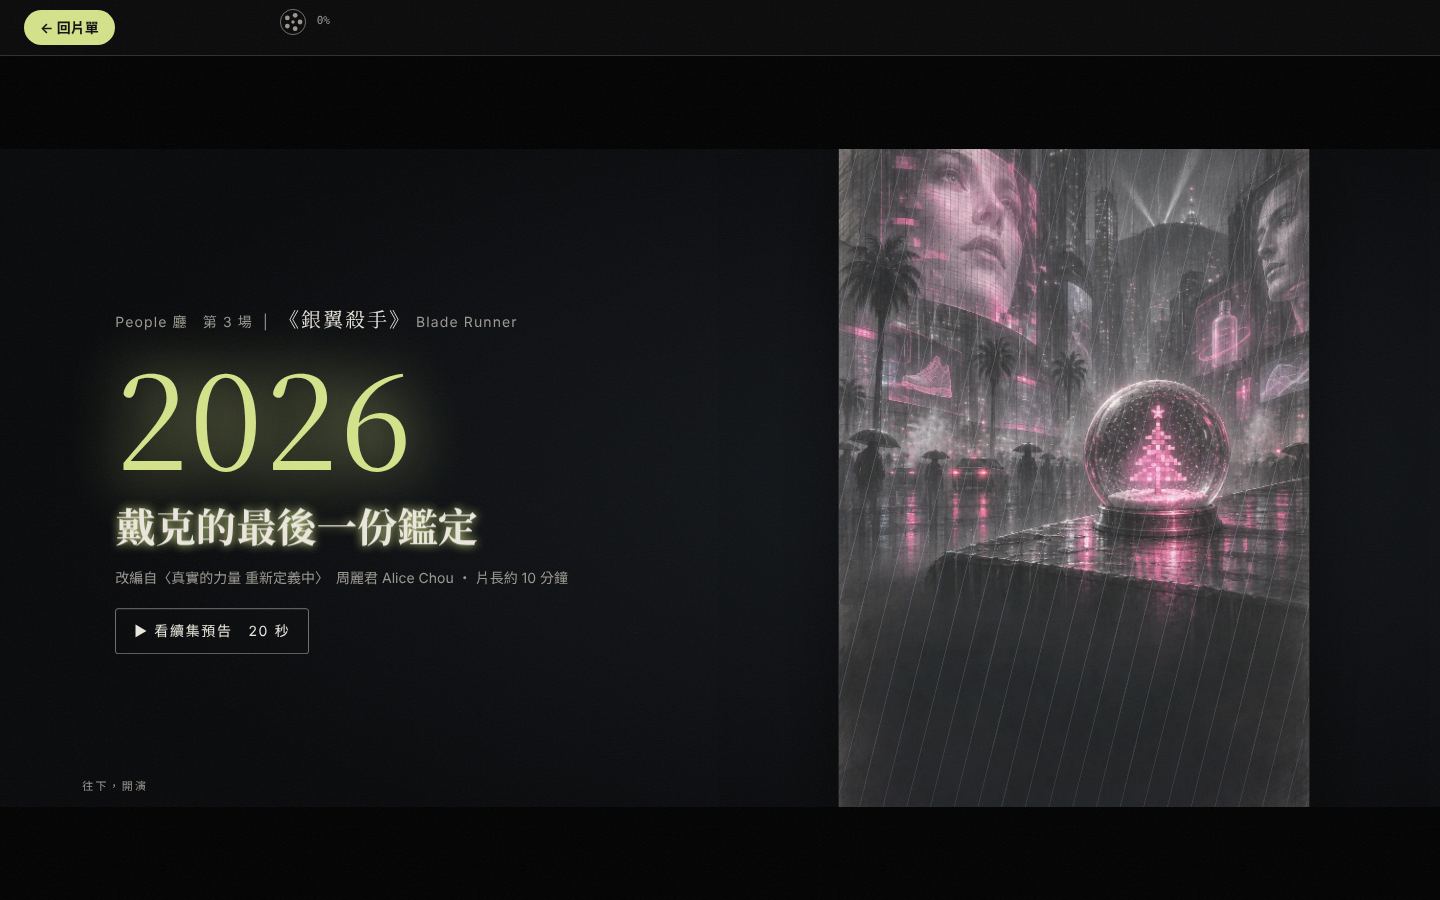 ← 回片單
0%
People 廳 第 3 場 | 《銀翼殺手》 Blade Runner
2026
戴克的最後一份鑑定
改編自〈真實的力量 重新定義中〉 周麗君 Alice Chou ・ 片長約 10 分鐘
▶ 看續集預告 20 秒
往下，開演